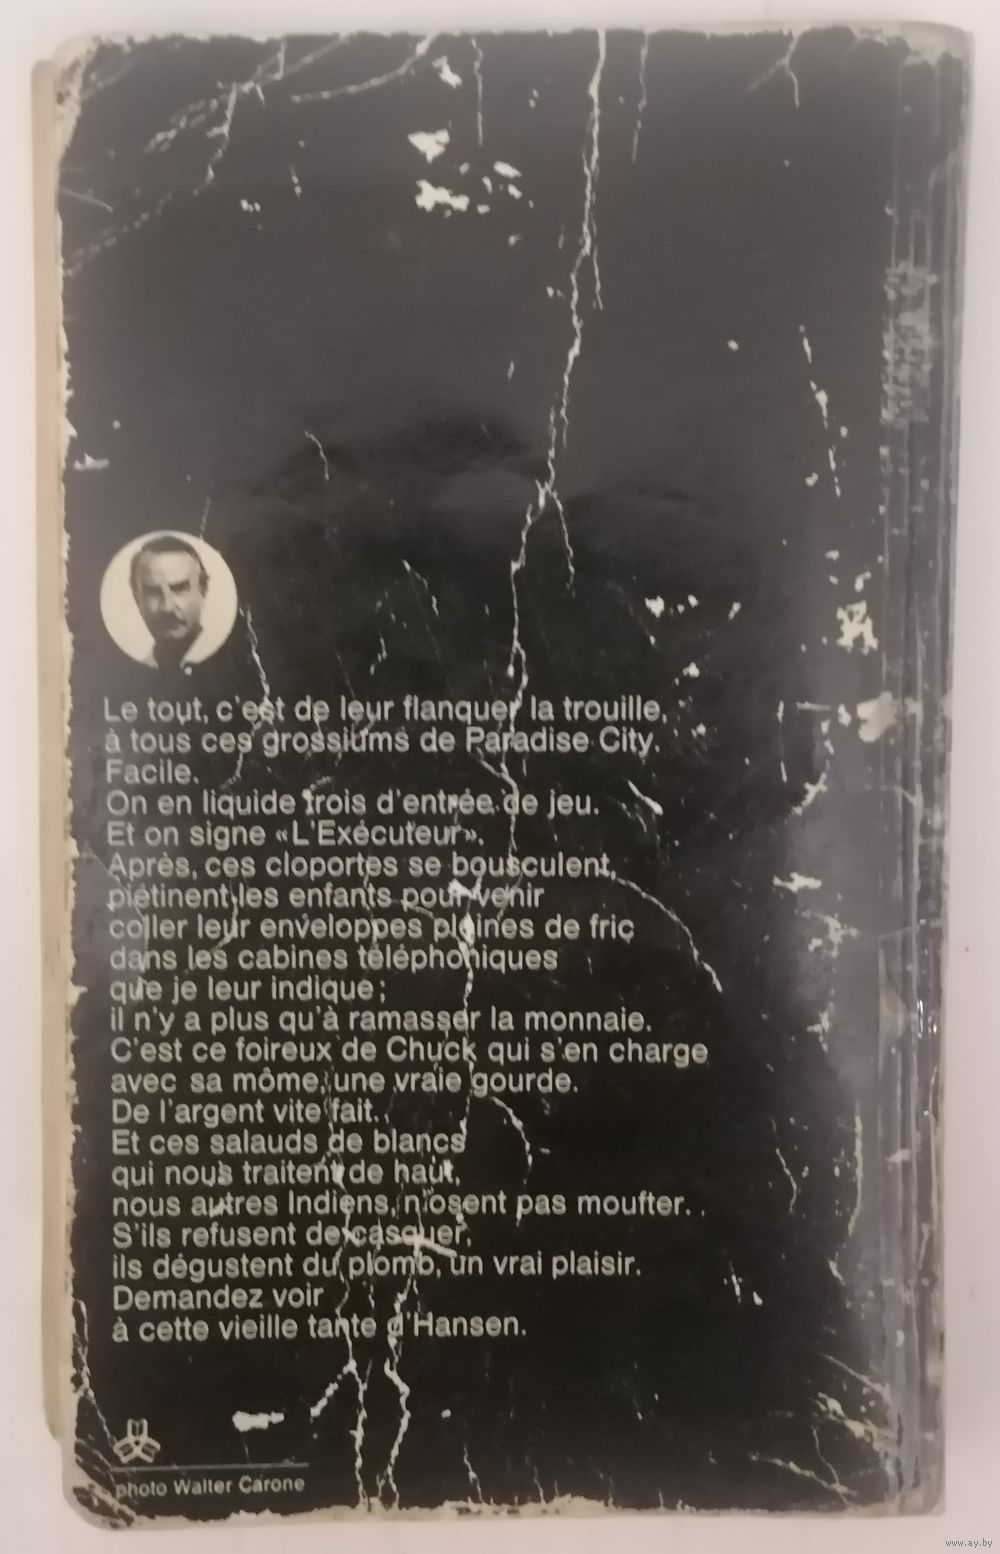 Le tout, c'est de leur flanquer la trouille,
à tous ces grossiums de Paradise City.
Facile.
On en liquide trois d'entrée de jeu.
Et on signe «L'Exécuteur».
Après, ces cloportes se bousculent,
piétinent les enfants pour venir
coller leur enveloppes pleines de fric
dans les cabines téléphoniques
que je leur indique ;
il n'y a plus qu'à ramasser la monnaie.
C'est ce foireux de Chuck qui s'en charge
avec sa môme, une vraie gourde.
De l'argent vite fait.
Et ces salauds de blancs
qui nous traitent de haut,
nous autres Indiens, n'osent pas moufter.
S'ils refusent de casquer,
ils dégustent du plomb, un vrai plaisir.
Demandez voir
à cette vieille tante d'Hansen.
photo Walter Carone
www.ay.by